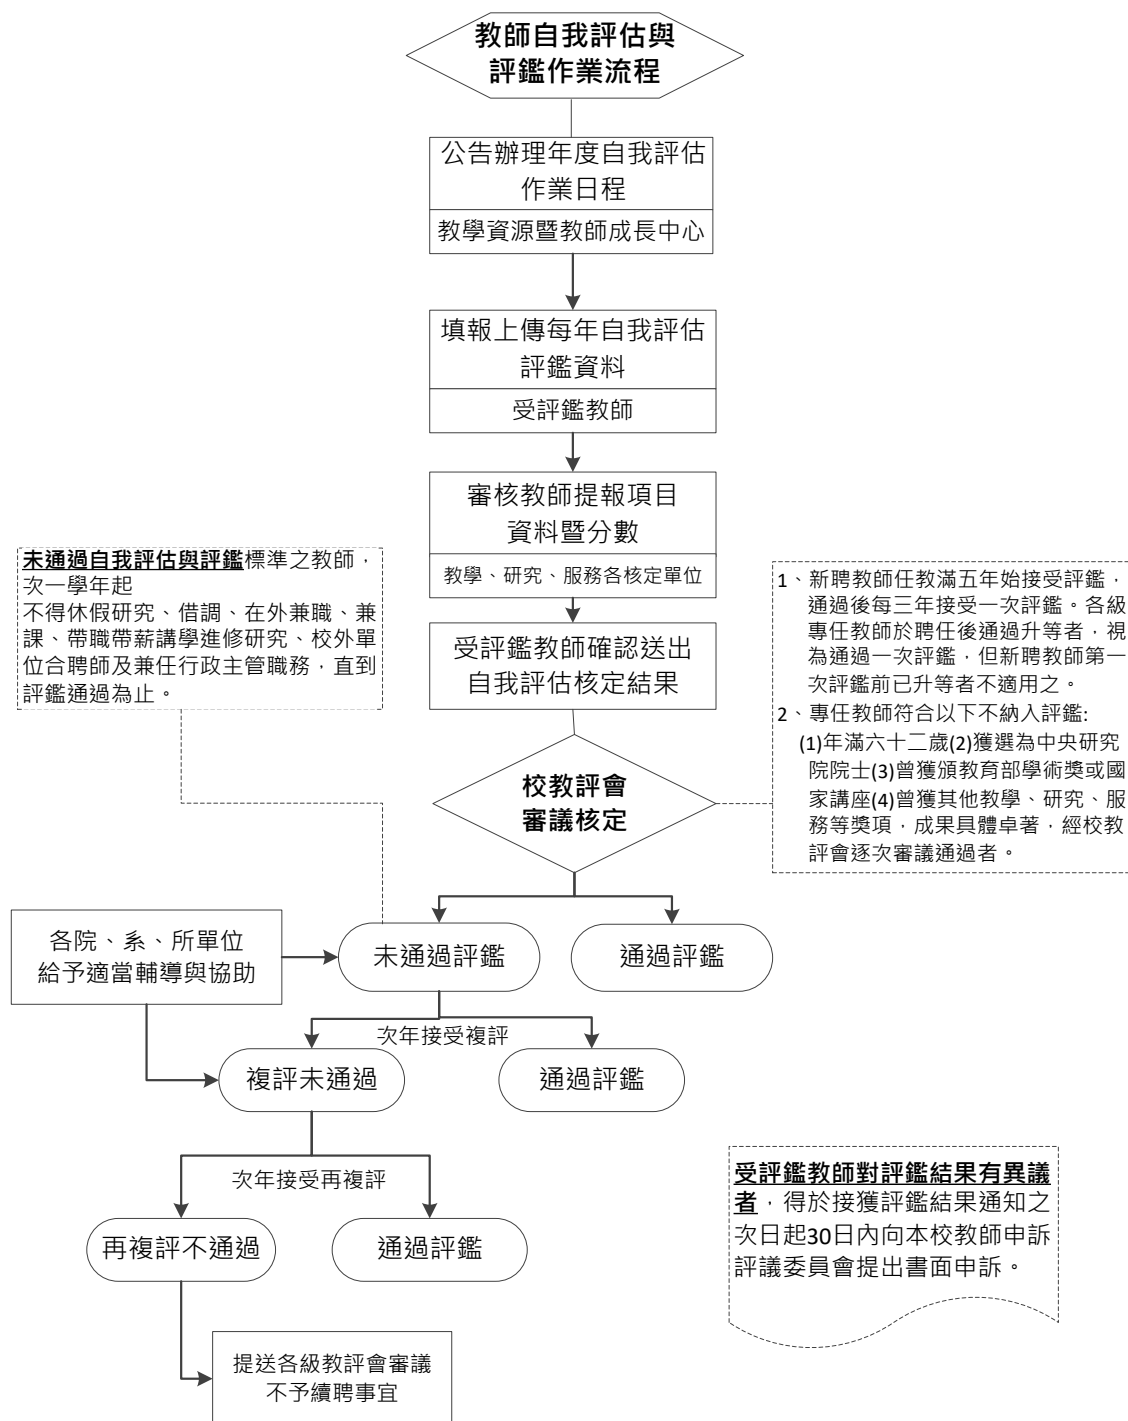 教師自我評估與
評鑑作業流程
公告辦理年度自我評估
作業日程
教學資源暨教師成長中心
填報上傳每年自我評估
評鑑資料
受評鑑教師
審核教師提報項目
資料暨分數
教學、研究、服務各核定單位
未通過自我評估與評鑑標準之教師，
次一學年起
不得休假研究、借調、在外兼職、兼
課、帶職帶薪講學進修研究、校外單
位合聘師及兼任行政主管職務，直到
評鑑通過為止。
受評鑑教師確認送出
自我評估核定結果
1、新聘教師任教滿五年始接受評鑑，
通過後每三年接受一次評鑑。各級
專任教師於聘任後通過升等者，視
為通過一次評鑑，但新聘教師第一
次評鑑前已升等者不適用之。
2、專任教師符合以下不納入評鑑:
(1)年滿六十二歲(2)獲選為中央研究
院院士(3)曾獲頒教育部學術獎或國
家講座(4)曾獲其他教學、研究、服
務等獎項，成果具體卓著，經校教
評會逐次審議通過者。
校教評會
審議核定
各院、系、所單位
給予適當輔導與協助
未通過評鑑
通過評鑑
次年接受複評
複評未通過
通過評鑑
次年接受再複評
再複評不通過
通過評鑑
受評鑑教師對評鑑結果有異議
者，得於接獲評鑑結果通知之
次日起30日內向本校教師申訴
評議委員會提出書面申訴。
提送各級教評會審議
不予續聘事宜